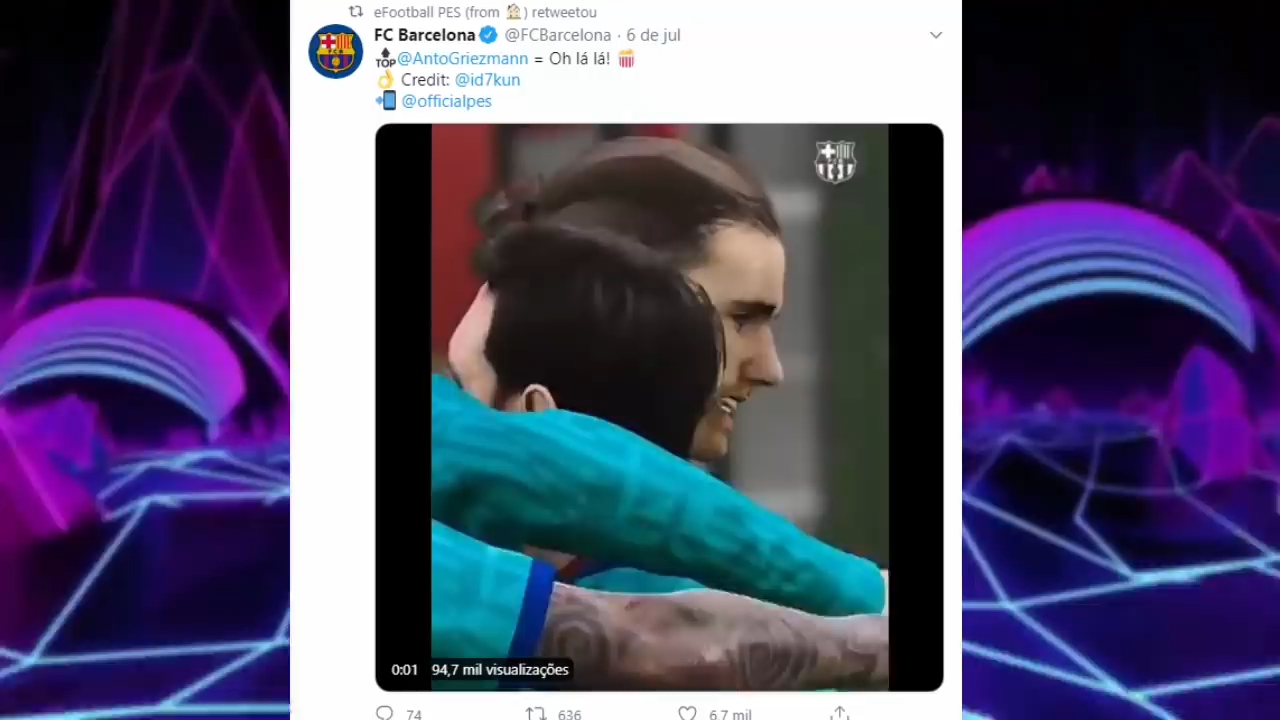 eFootball PES (from 🏠) retweetou
FC Barcelona @FCBarcelona · 6 de jul
🔝@AntoGriezmann = Oh lá lá! 🍿
👌 Credit: @id7kun
📲 @officialpes
0:01 94,7 mil visualizações
74 636 6,7 mil